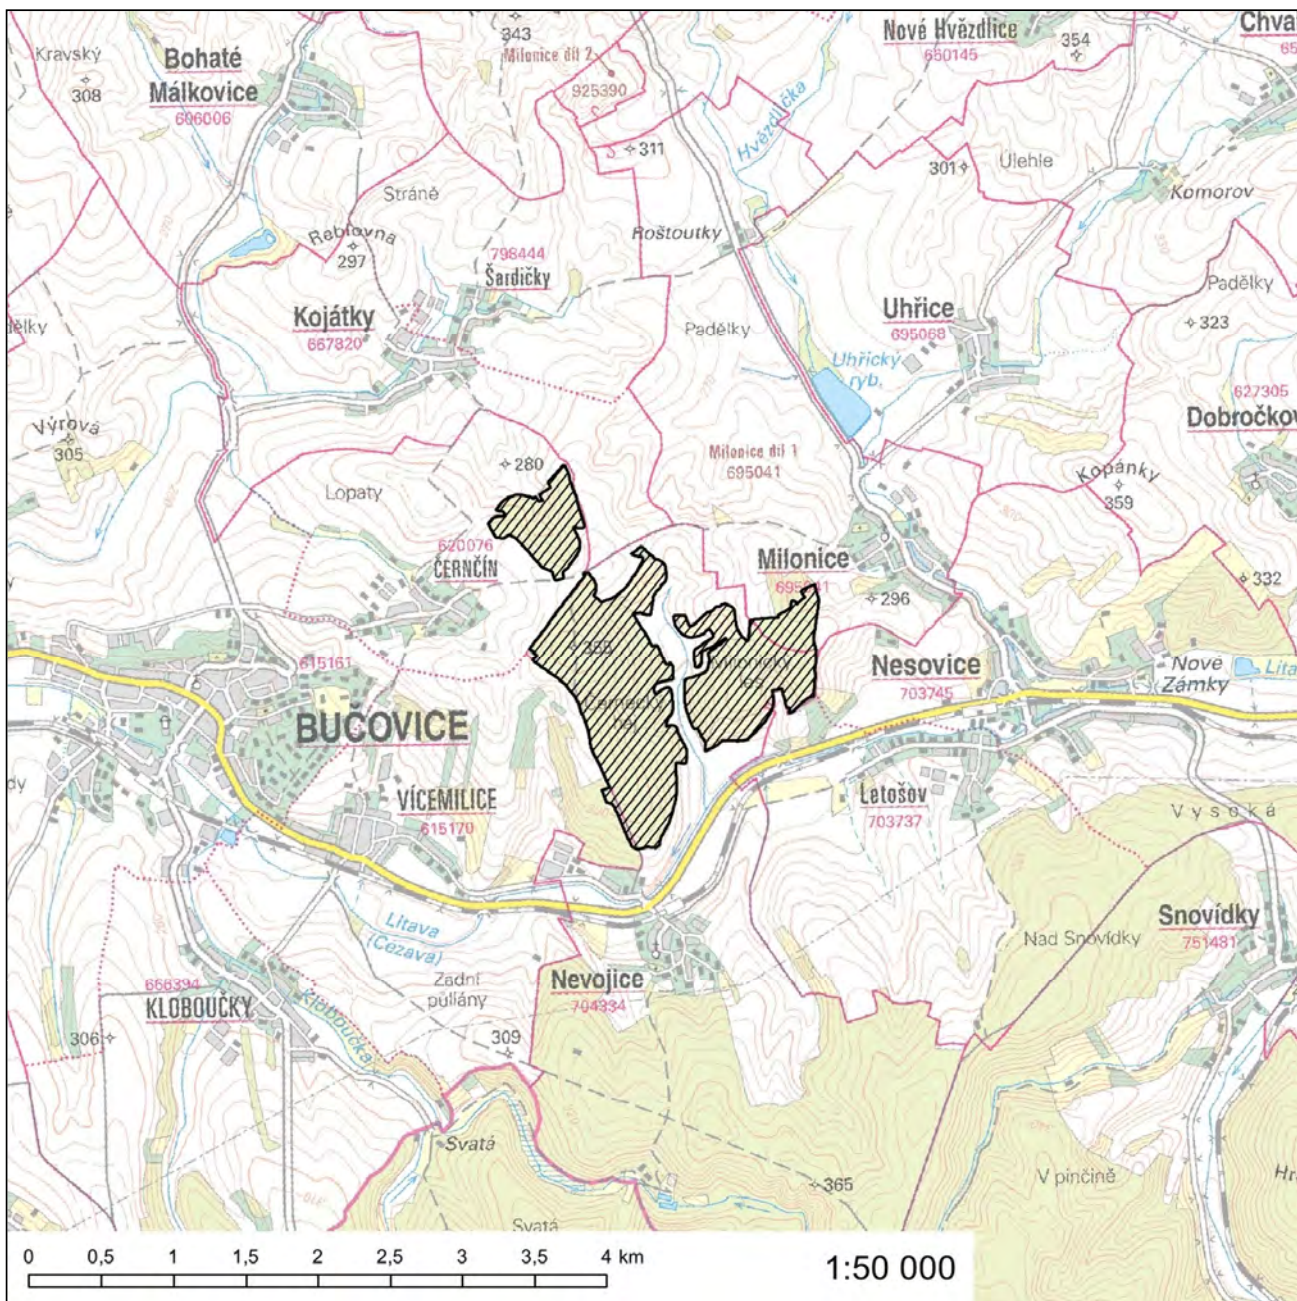 Kravský
308
Bohaté
Málkovice
606006
343
Milonice díl 2
925390
311
Nové Hvězdlice
650145
354
Hvězdlička
301
Úlehle
Komorov
Stráně
Roštoutky
297
798444
Šardičky
Kojátky
667820
Padělky
Uhřice
695068
Uhřický
ryb.
Padělky
323
627305
Výrová
305
280
Lopaty
Milonice díl 1
695041
Kopánky
359
620076
ČERNČÍN
Milonice
296
332
615161
BUČOVICE
Nesovice
703745
Nové
Zámky
VÍCEMILICE
615170
Letošov
703737
Vysoká
Litava
(Cézava)
Snovídky
751481
Nad Snovídky
Zadní
půllány
Nevojice
704334
KLOBOUČKY
Kloboučka
306
309
Svatá
365
V pinčině
Svatá
0 0,5 1 1,5 2 2,5 3 3,5 4 km
1:50 000